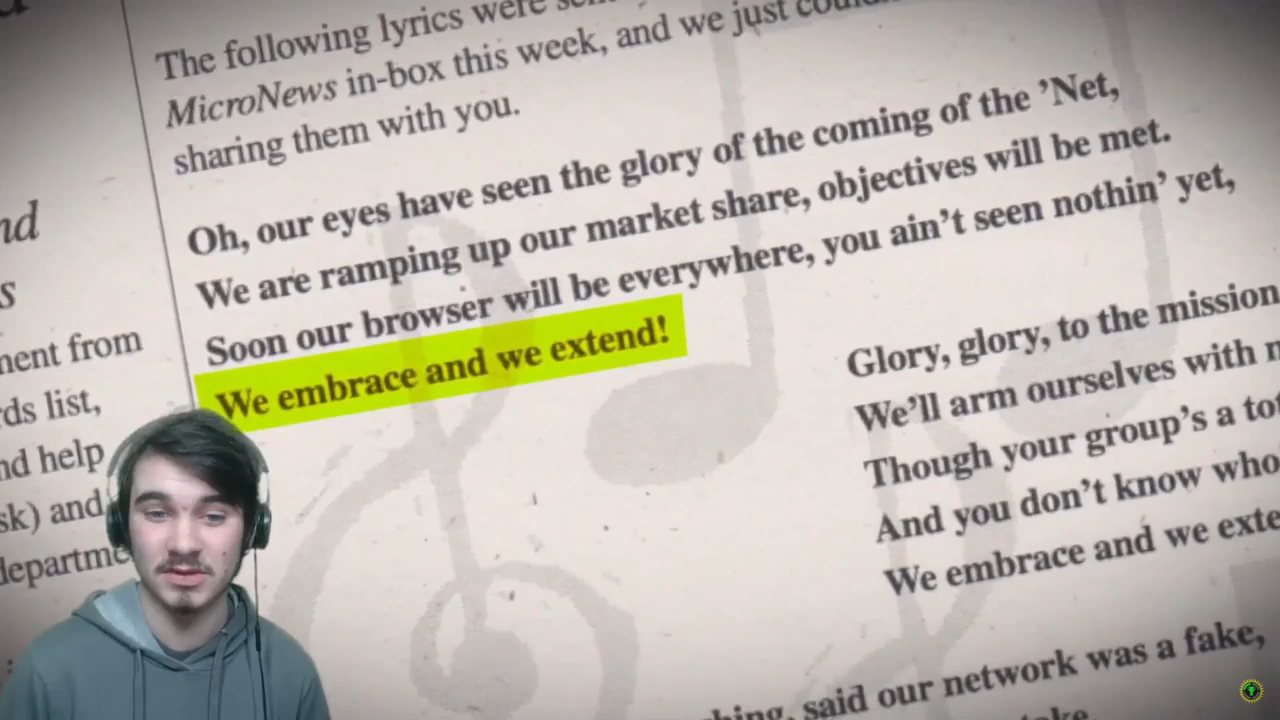 The following lyrics were
MicroNews in-box this week, and we just
sharing them with you.
Oh, our eyes have seen the glory of the coming of the ’Net,
We are ramping up our market share, objectives will be met.
Soon our browser will be everywhere, you ain’t seen nothin’ yet,
We embrace and we extend!
Glory, glory, to the mission
We’ll arm ourselves with
Though your group’s a
And you don’t know who
We embrace and we
said our network was a fake,
nd
s
ment from
rds list,
nd help
sk) and